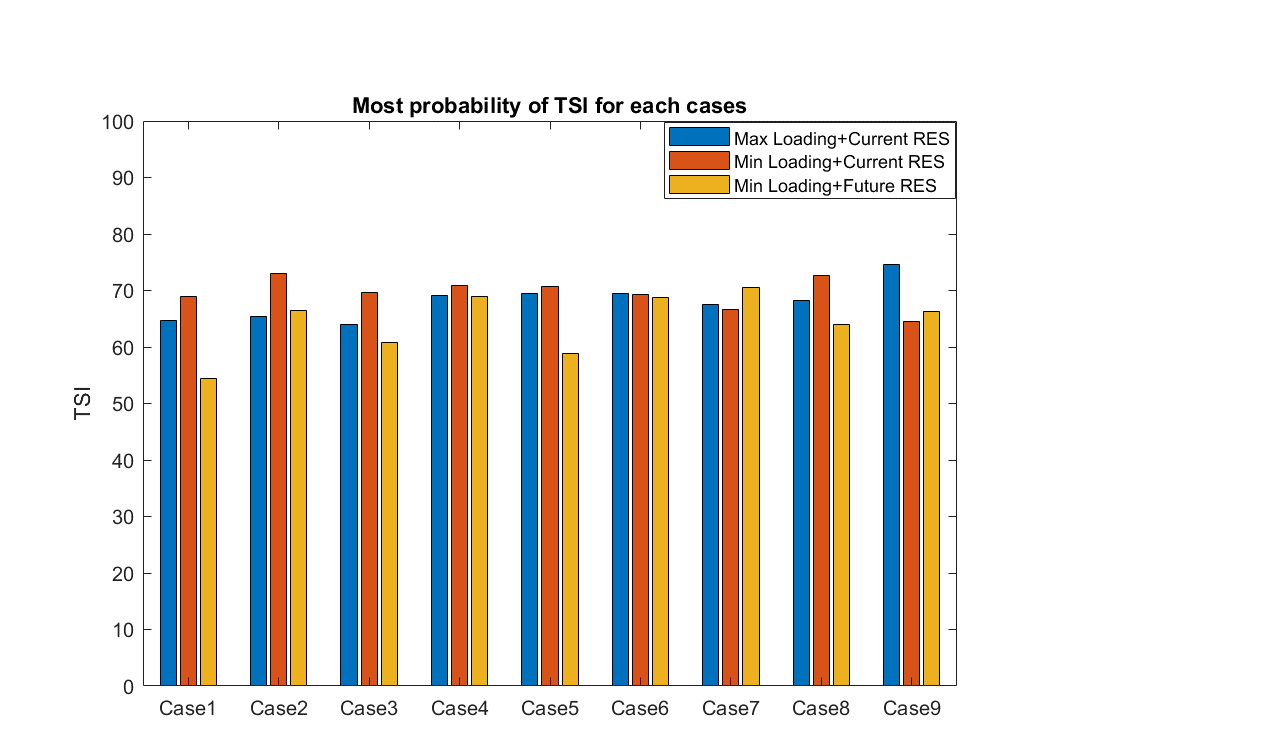 Most probability of TSI for each cases
Max Loading+Current RES
Min Loading+Current RES
Min Loading+Future RES
TSI
100
90
80
70
60
50
40
30
20
10
0
Case1 Case2 Case3 Case4 Case5 Case6 Case7 Case8 Case9